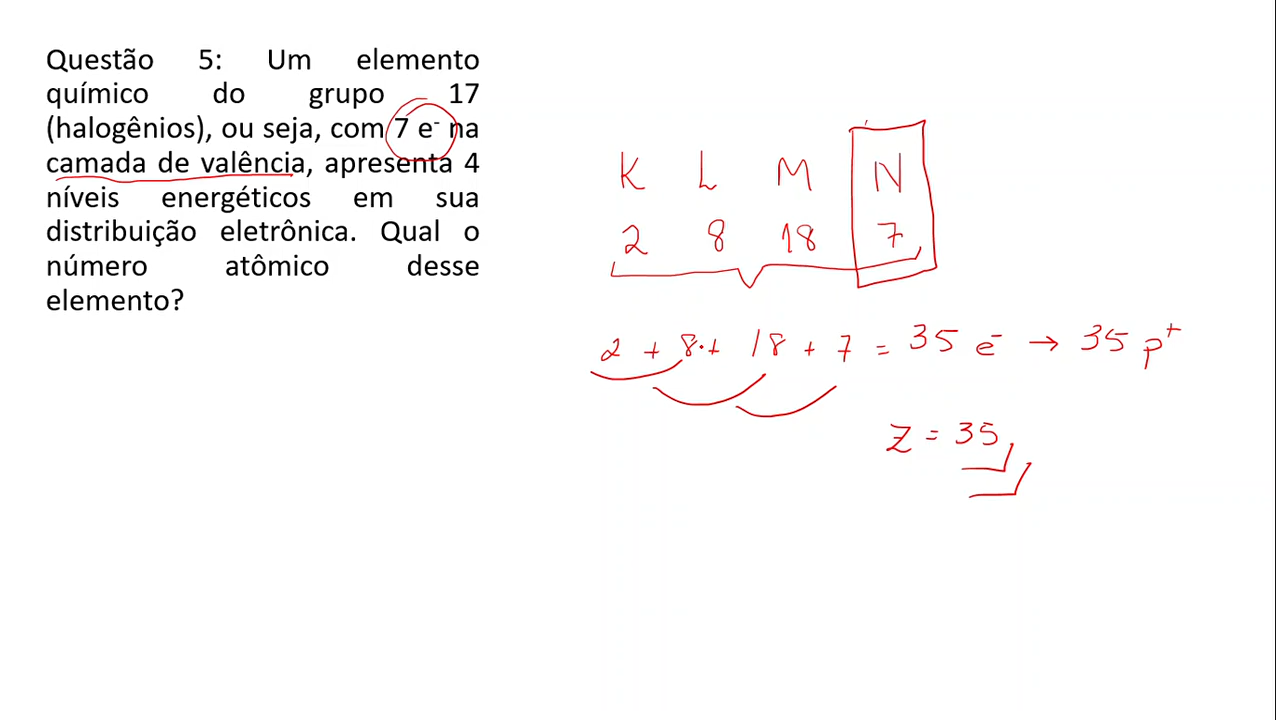 Questão 5: Um elemento
químico do grupo 17
(halogênios), ou seja, com 7 e⁻ na
camada de valência, apresenta 4
níveis energéticos em sua
distribuição eletrônica. Qual o
número atômico desse
elemento?
K L M N
2 8 18 7
2 + 8 + 18 + 7 = 35 e⁻ → 35 p⁺
Z = 35